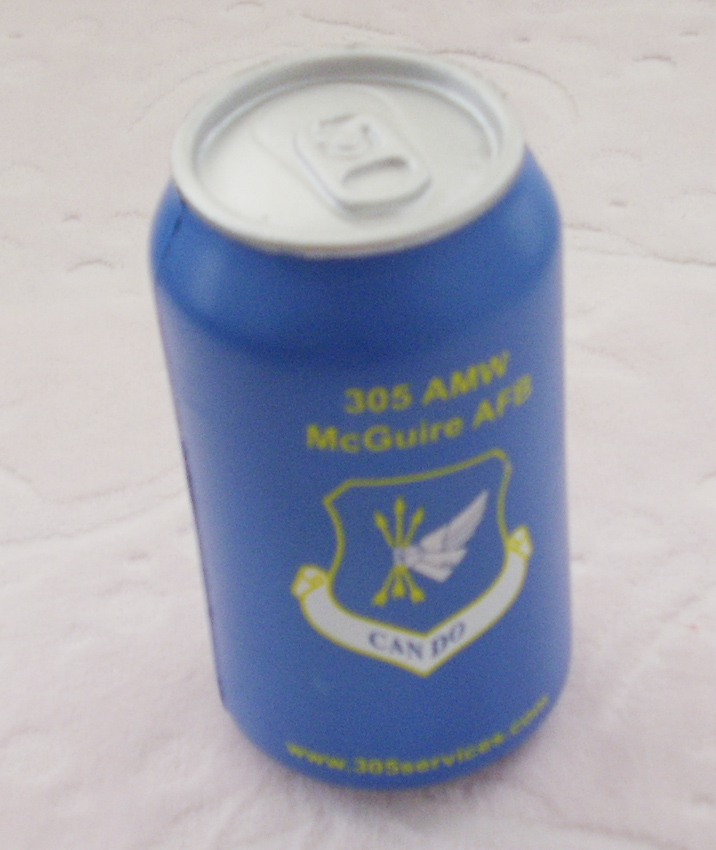 305 AMW
McGuire AFB
CAN DO
www.305services.com